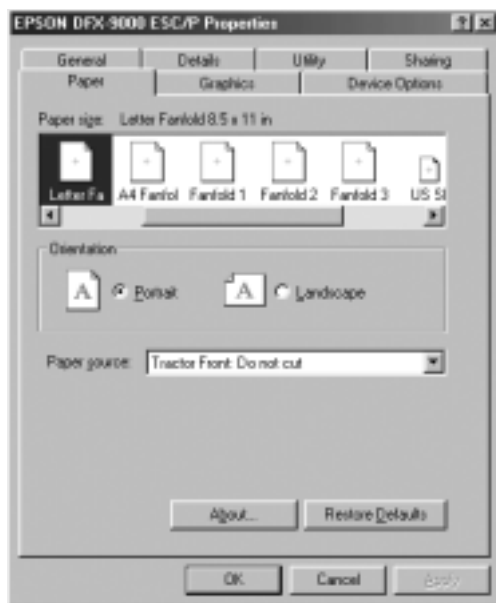 EPSON DFX-9000 ESC/P Properties
General Details Utility Sharing
Paper Graphics Device Options
Paper size: Letter Fanfold 8.5 x 11 in
Letter Fa A4 Fanfol Fanfold 1 Fanfold 2 Fanfold 3 US St
Orientation
A Portrait A Landscape
Paper source: Tractor Front: Do not cut
About... Restore Defaults
OK Cancel Apply